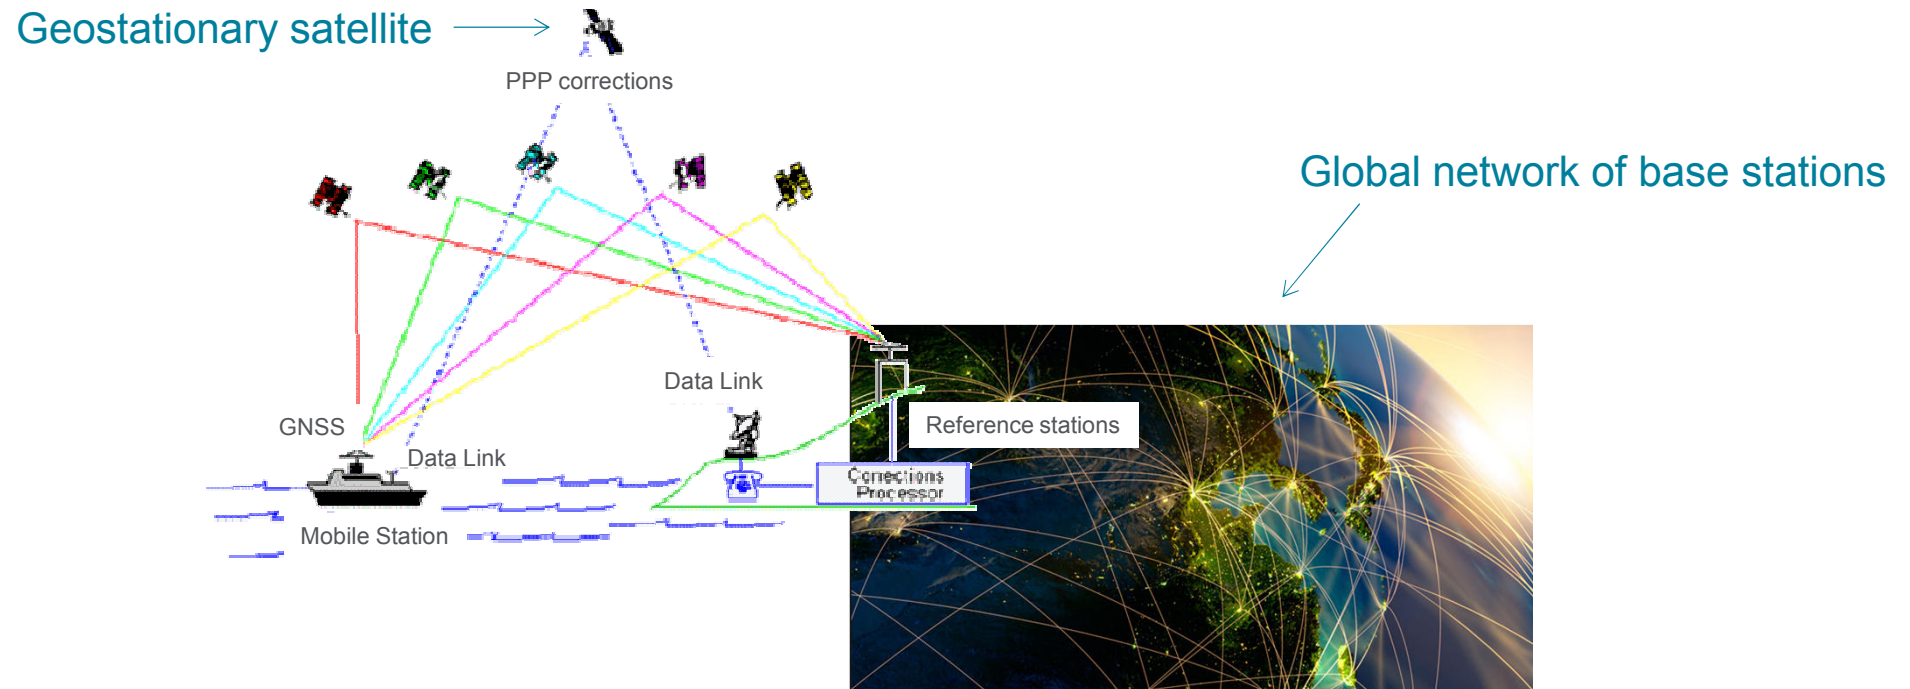 Geostationary satellite
PPP corrections
Global network of base stations
Data Link
GNSS
Reference stations
Data Link
Corrections
Processor
Mobile Station